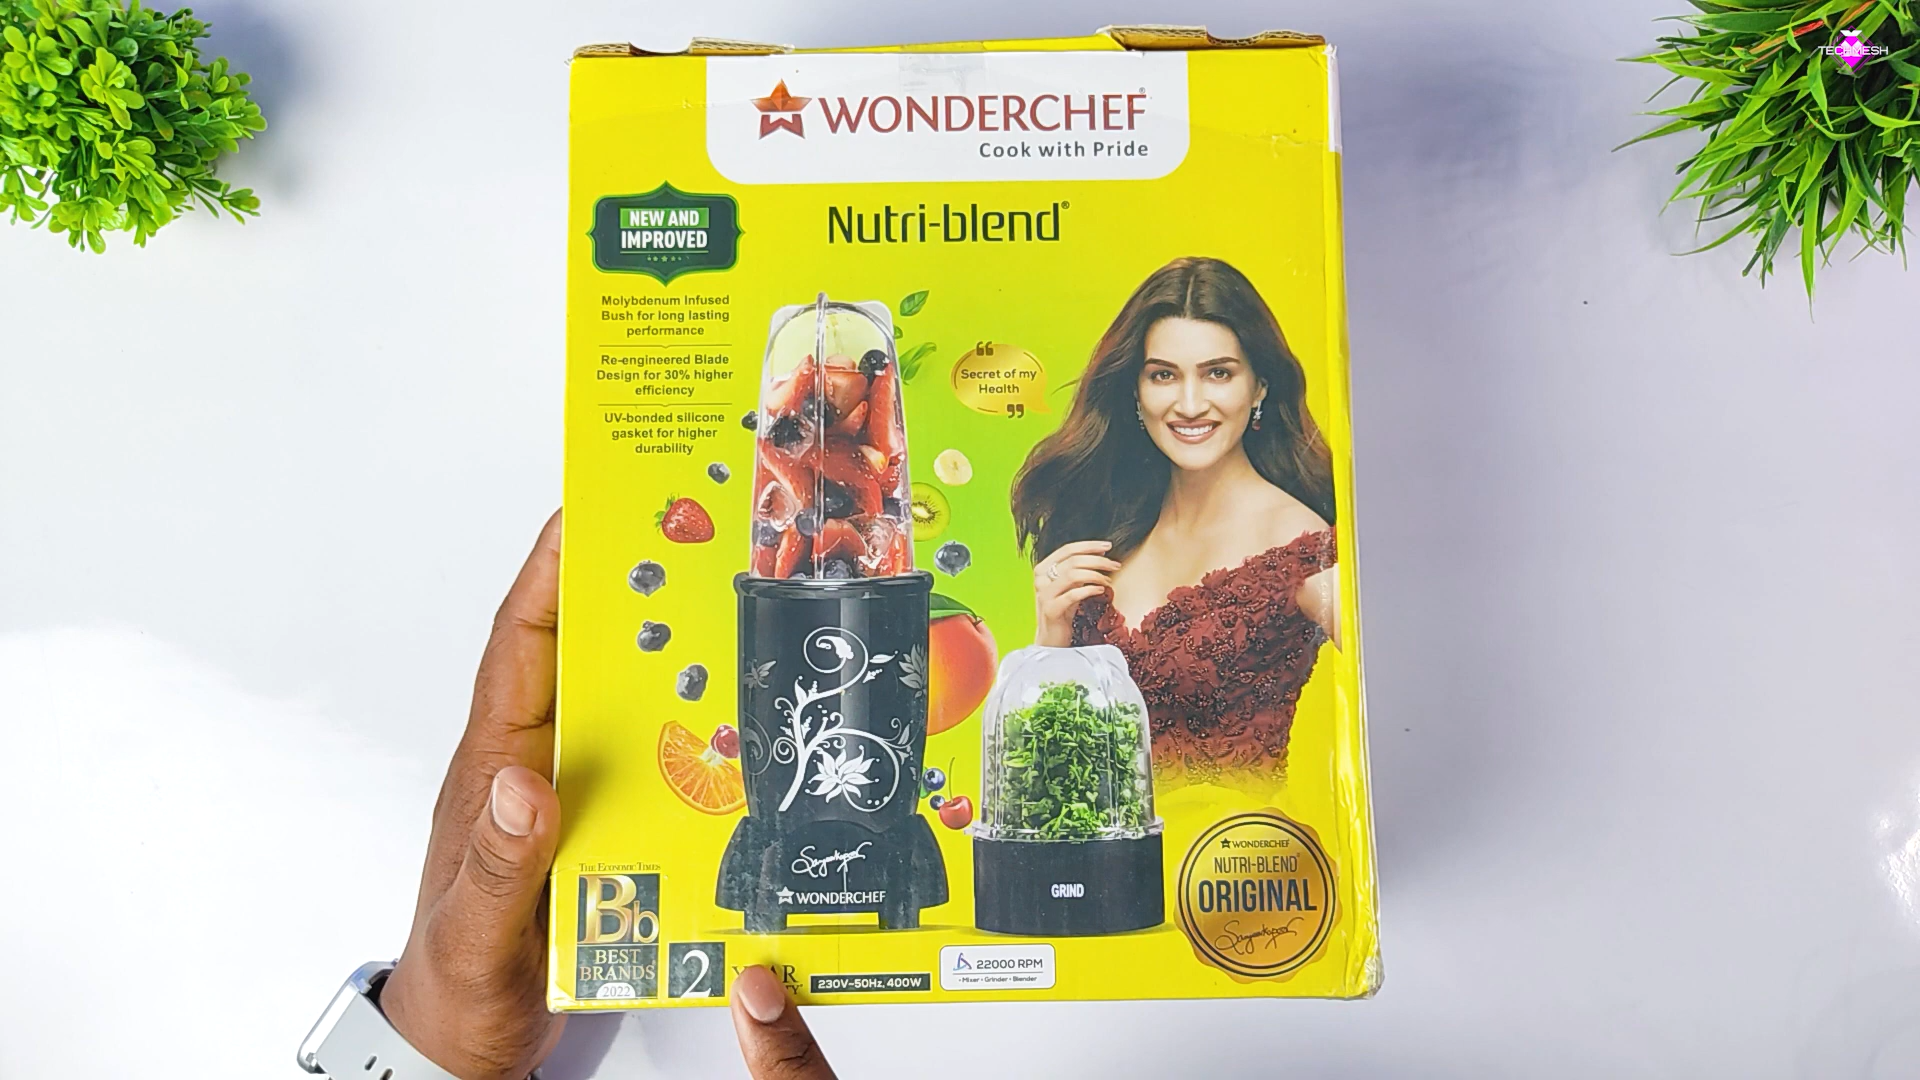 TECHMESH
WONDERCHEF®
Cook with Pride
Nutri-blend®
NEW AND
IMPROVED
Molybdenum Infused
Bush for long lasting
performance
Re-engineered Blade
Design for 30% higher
efficiency
UV-bonded silicone
gasket for higher
durability
“ Secret of my
Health ”
WONDERCHEF
GRIND
WONDERCHEF
NUTRI-BLEND®
ORIGINAL
THE ECONOMIC TIMES
Bb
BEST
BRANDS
2022
2
230V~50Hz, 400W
22000 RPM
• Mixer • Grinder • Blender